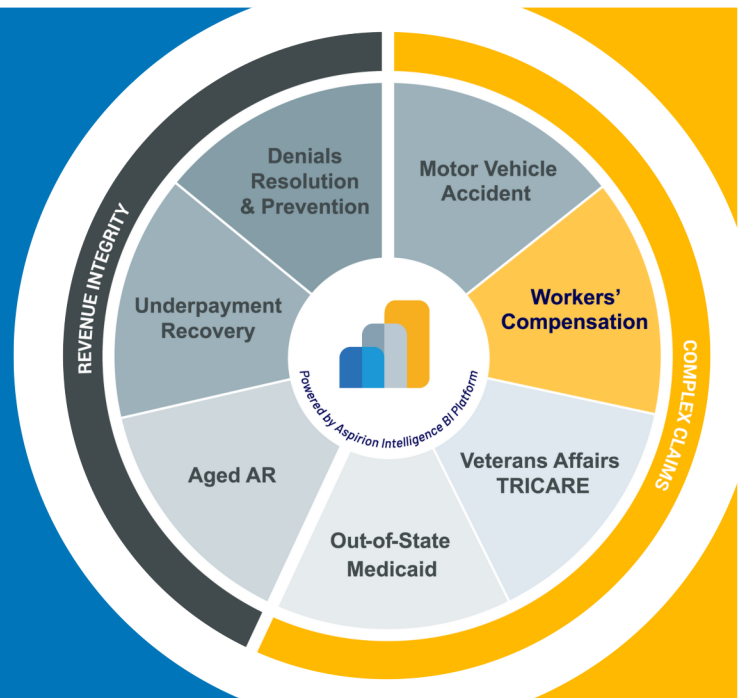 Denials
Resolution
& Prevention
Motor Vehicle
Accident
REVENUE INTEGRITY
Underpayment
Recovery
Workers’
Compensation
COMPLEX CLAIMS
Powered by Aspirion Intelligence BI Platform
Aged AR
Veterans Affairs
TRICARE
Out-of-State
Medicaid